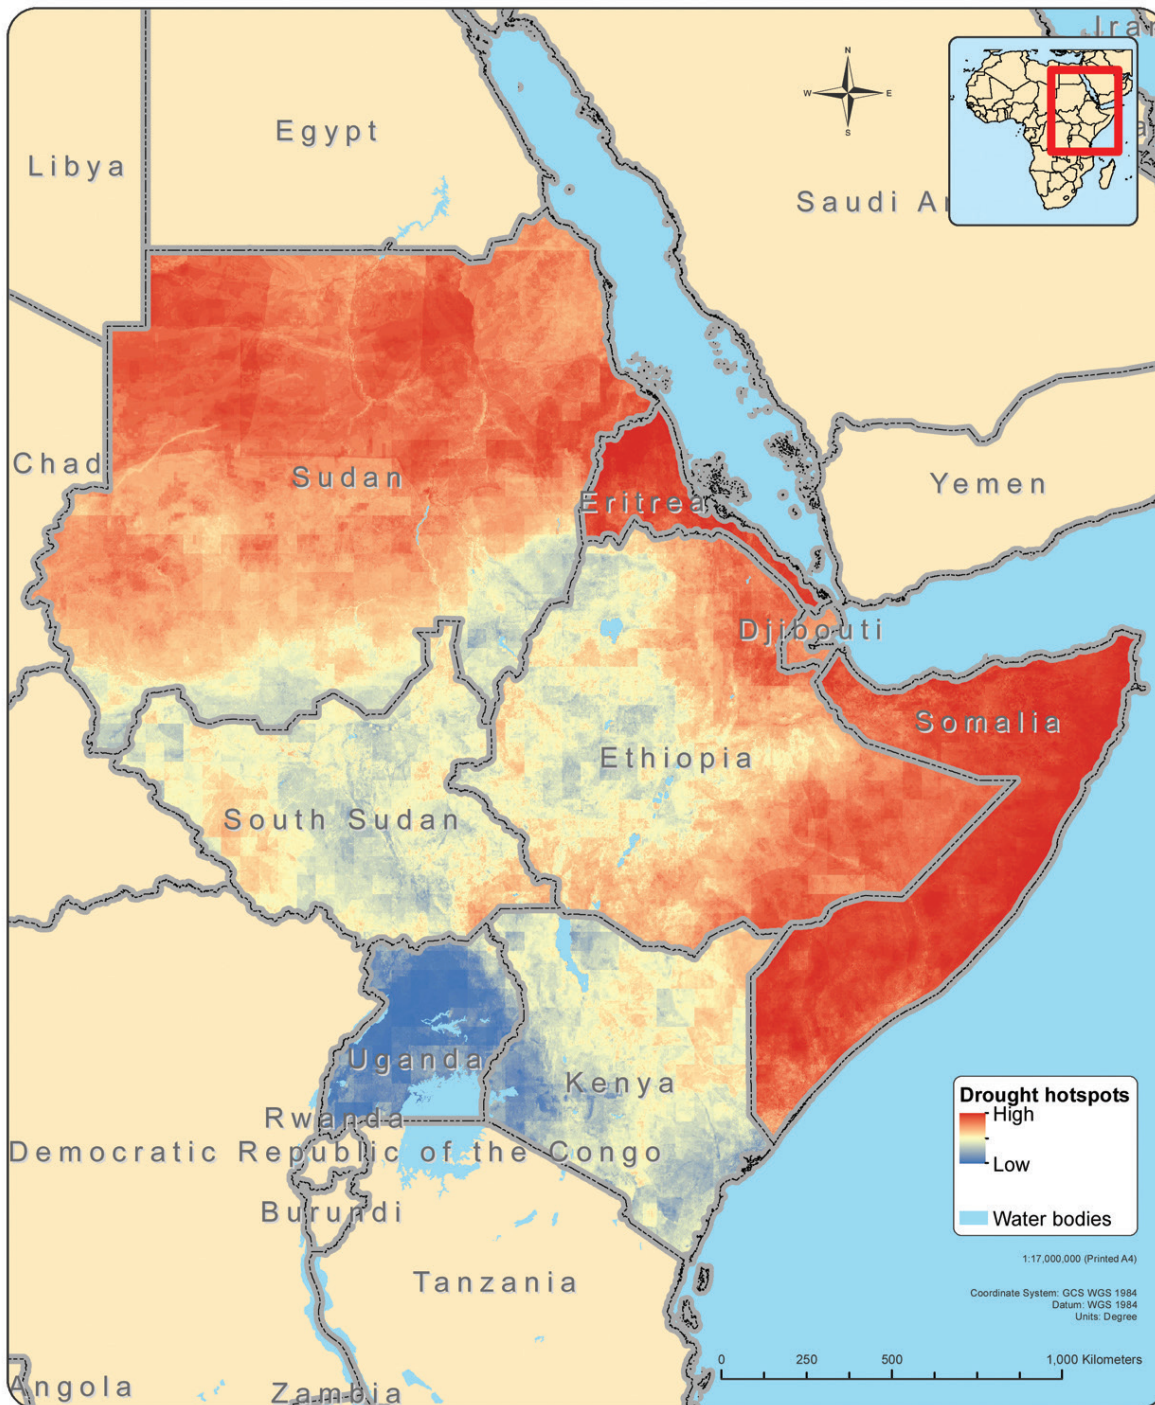 Iran
N
Egypt
Libya
W
E
S
Saudi Ar
a
Chad
Sudan
Yemen
Eritrea
Djibouti
Somalia
Ethiopia
South Sudan
Uganda
Kenya
Rwanda
Democratic Republic of the Congo
Burundi
Tanzania
Angola
Zambia
Drought hotspots
High
Low
Water bodies
1:17,000,000 (Printed A4)
Coordinate System: GCS WGS 1984
Datum: WGS 1984
Units: Degree
0 250 500 1,000 Kilometers